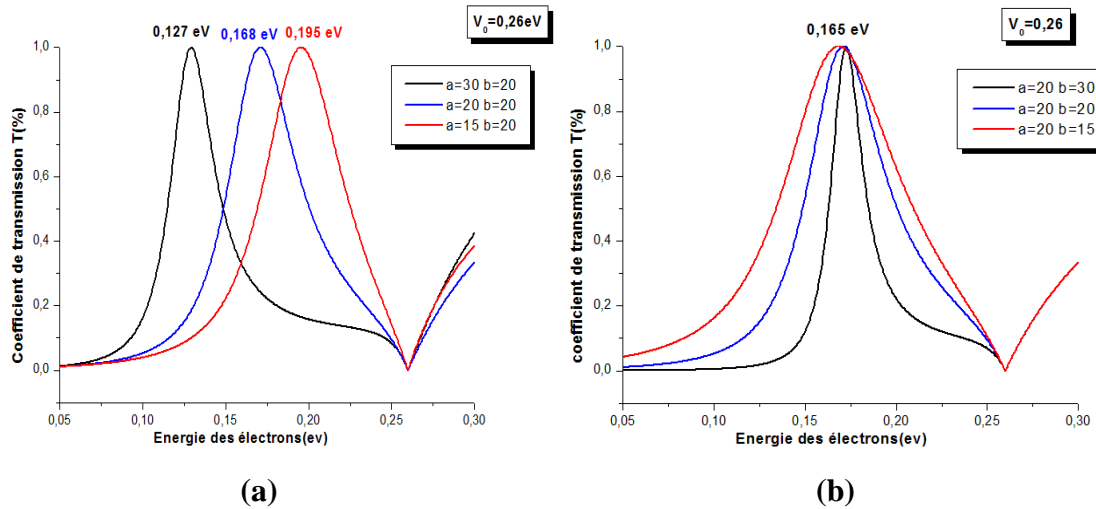 0,127 eV
0,168 eV
0,195 eV
V0=0,26eV
a=30 b=20
a=20 b=20
a=15 b=20
Coefficient de transmission T(%)
1,0
0,8
0,6
0,4
0,2
0,0
0,05 0,10 0,15 0,20 0,25 0,30
Energie des électrons(ev)
(a)
0,165 eV
V0=0,26
a=20 b=30
a=20 b=20
a=20 b=15
coefficient de transmission T(%)
1,0
0,8
0,6
0,4
0,2
0,0
0,05 0,10 0,15 0,20 0,25 0,30
Energie des électrons(ev)
(b)